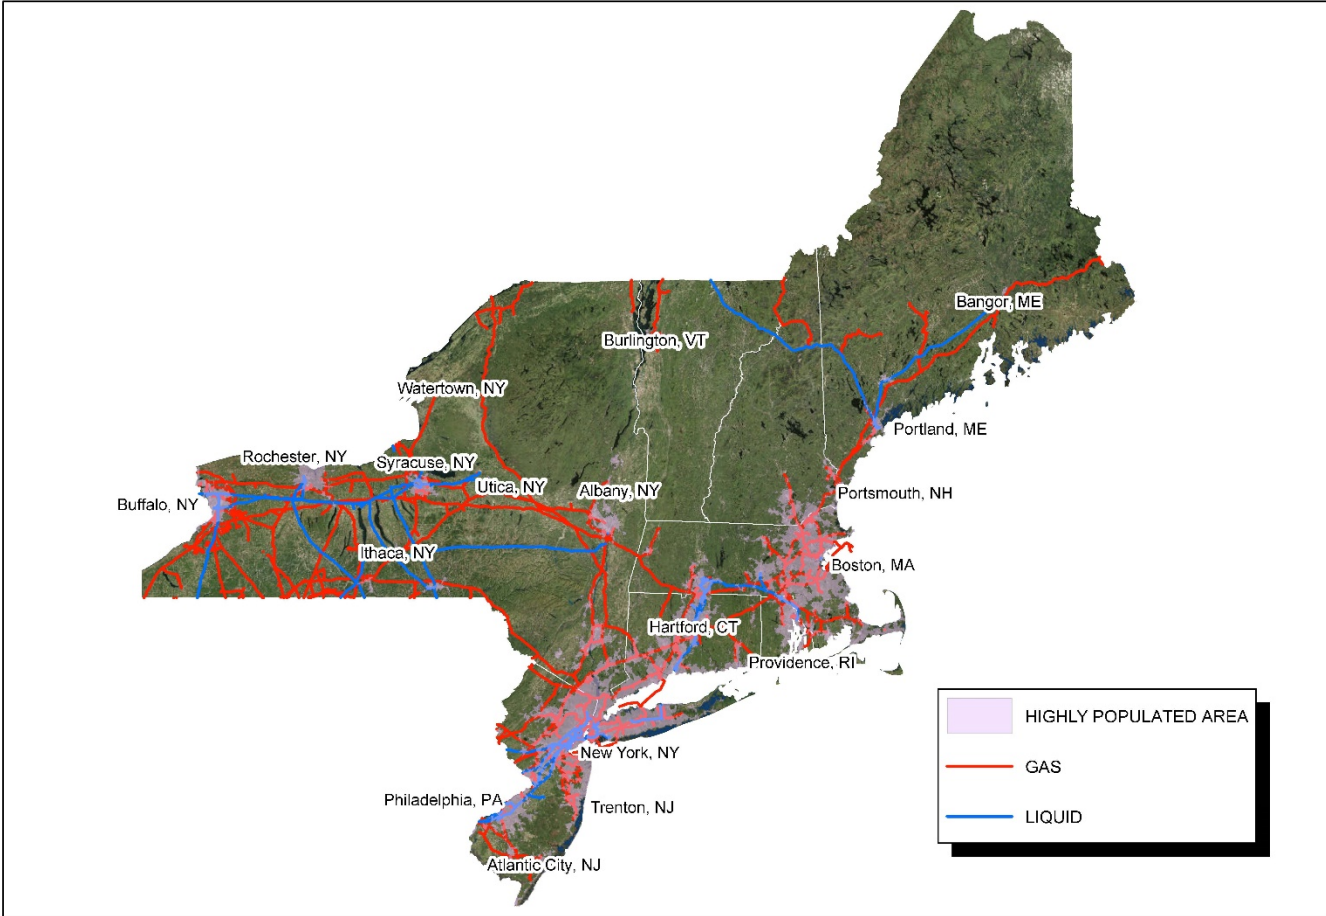 Bangor, ME
Burlington, VT
Watertown, NY
Portland, ME
Rochester, NY
Syracuse, NY
Utica, NY
Albany, NY
Portsmouth, NH
Buffalo, NY
Ithaca, NY
Boston, MA
Hartford, CT
Providence, RI
New York, NY
Philadelphia, PA
Trenton, NJ
Atlantic City, NJ
HIGHLY POPULATED AREA
GAS
LIQUID